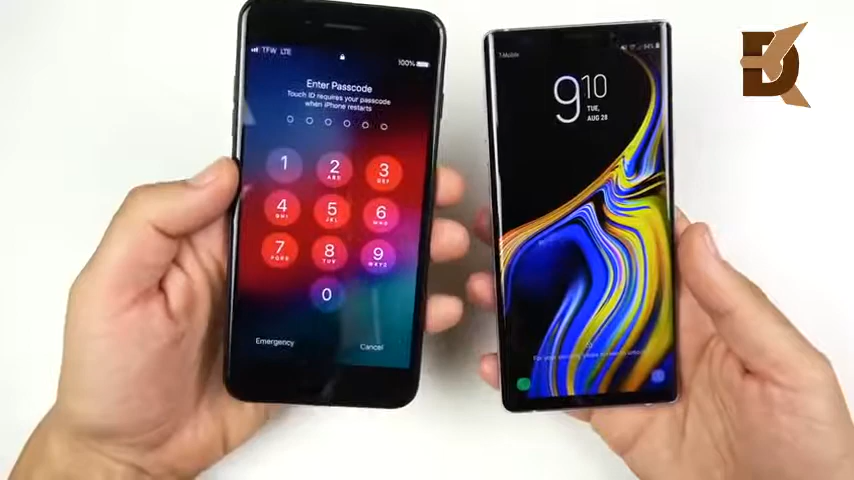 TFW LTE
100%
Enter Passcode
Touch ID requires your passcode
when iPhone restarts
1
2
ABC
3
DEF
4
GHI
5
JKL
6
MNO
7
PQRS
8
TUV
9
WXYZ
0
Emergency
Cancel
T-Mobile
94%
9 10
TUE,
AUG 28
D